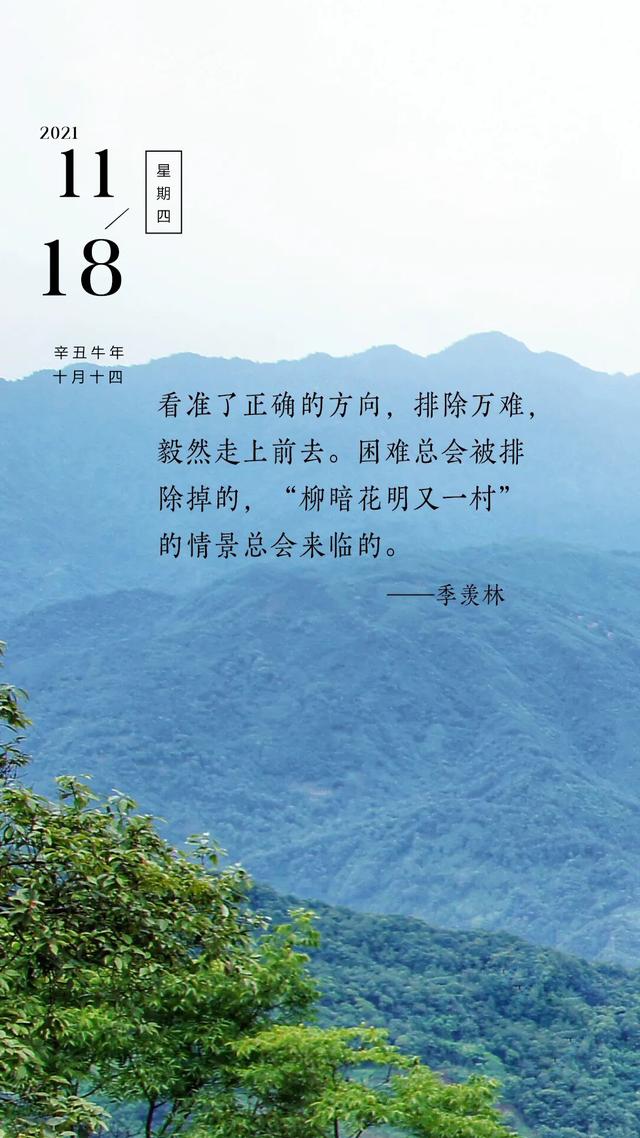 2021
11
星期四
18
辛丑牛年
十月十四
看准了正确的方向，排除万难，
毅然走上前去。困难总会被排
除掉的，“柳暗花明又一村”
的情景总会来临的。
——季羡林